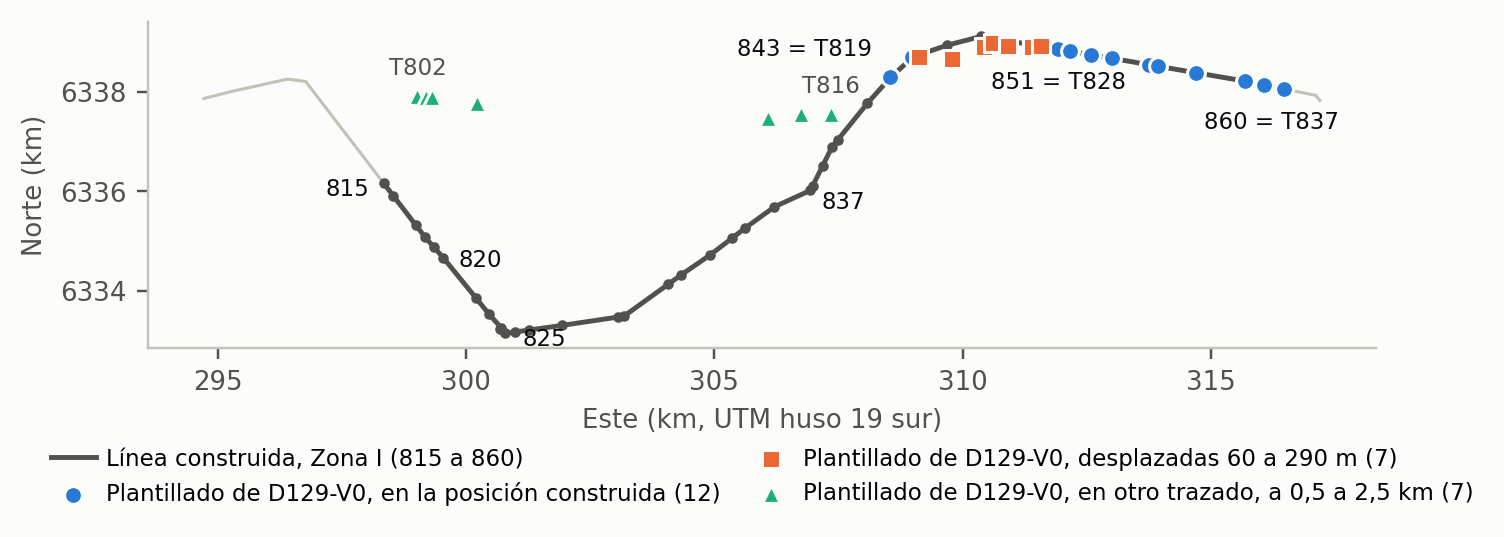 843 = T819
T802
T816
851 = T828
860 = T837
815
837
820
825
6338
6336
6334
Norte (km)
295
300
305
310
315
Este (km, UTM huso 19 sur)
Línea construida, Zona I (815 a 860)
Plantillado de D129-V0, en la posición construida (12)
Plantillado de D129-V0, desplazadas 60 a 290 m (7)
Plantillado de D129-V0, en otro trazado, a 0,5 a 2,5 km (7)